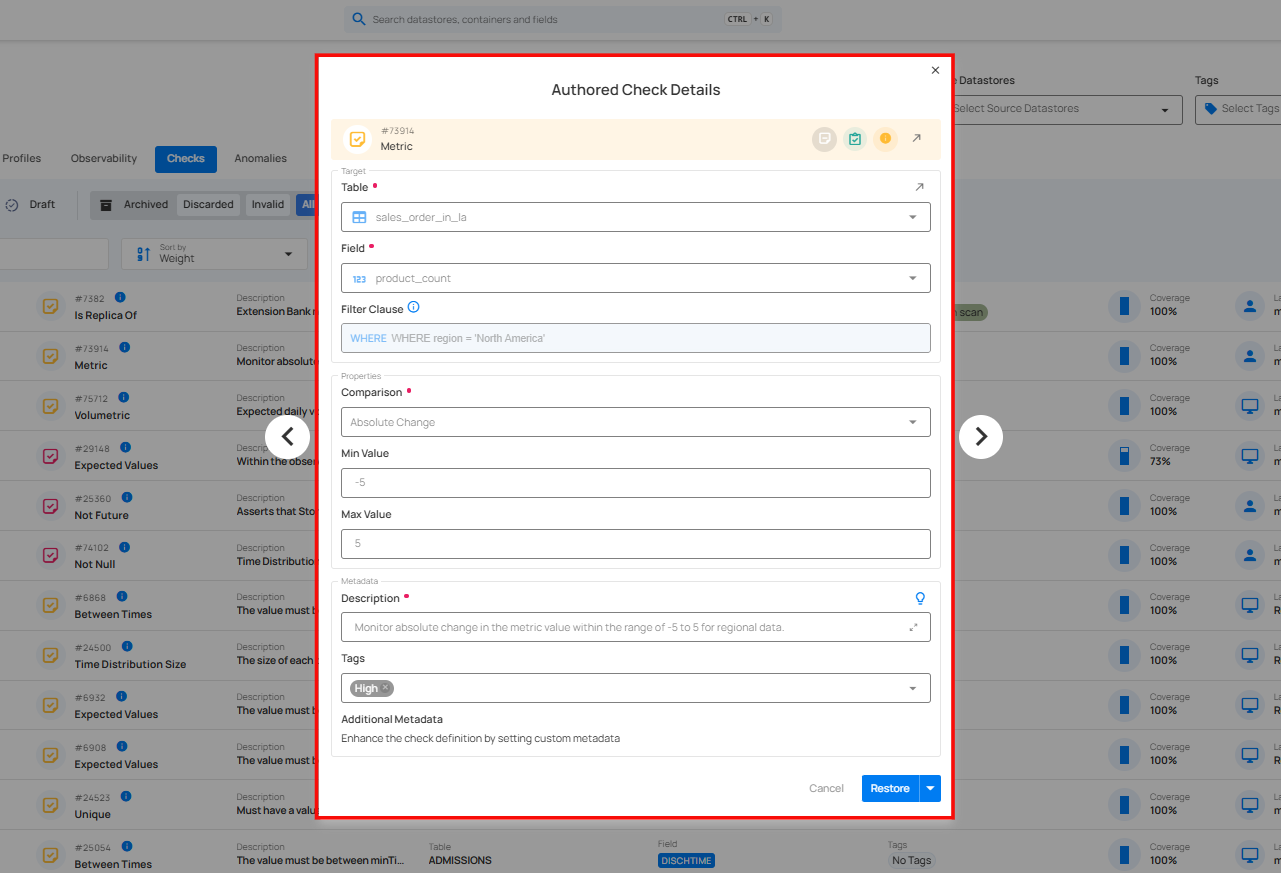 Search datastores, containers and fields CTRL + K
Datastores
Tags
Select Source Datastores
Select Tags
Profiles Observability Checks Anomalies
Draft Archived Discarded Invalid All
Sort by
Weight
#7382
Is Replica Of
Description
Extension Bank
scan
Coverage
100%
#73914
Metric
Description
Monitor absolute
Coverage
100%
#75712
Volumetric
Description
Expected daily
Coverage
100%
#29148
Expected Values
Within the
Coverage
73%
#25360
Not Future
Description
Asserts that
Coverage
100%
#74102
Not Null
Description
Time
Coverage
100%
#6868
Between Times
Description
The value must
Coverage
100%
#24500
Time Distribution Size
Description
The size of each
Coverage
100%
#6932
Expected Values
Description
The value must
Coverage
100%
#6908
Expected Values
Description
The value must
Coverage
100%
#24523
Unique
Description
Must have a
Coverage
100%
#25054
Between Times
Description
The value must be between minTi...
Table
ADMISSIONS
Field
DISCHTIME
Tags
No Tags
Coverage
100%
Authored Check Details
#73914
Metric
Target
Table
sales_order_in_la
Field
123 product_count
Filter Clause
WHERE WHERE region = 'North America'
Properties
Comparison
Absolute Change
Min Value
-5
Max Value
5
Metadata
Description
Monitor absolute change in the metric value within the range of -5 to 5 for regional data.
Tags
High
Additional Metadata
Enhance the check definition by setting custom metadata
Cancel Restore